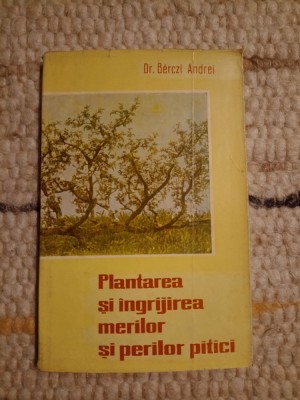 Dr. Bérczi Andrei
Plantarea
și îngrijirea
merilor
și perilor pitici